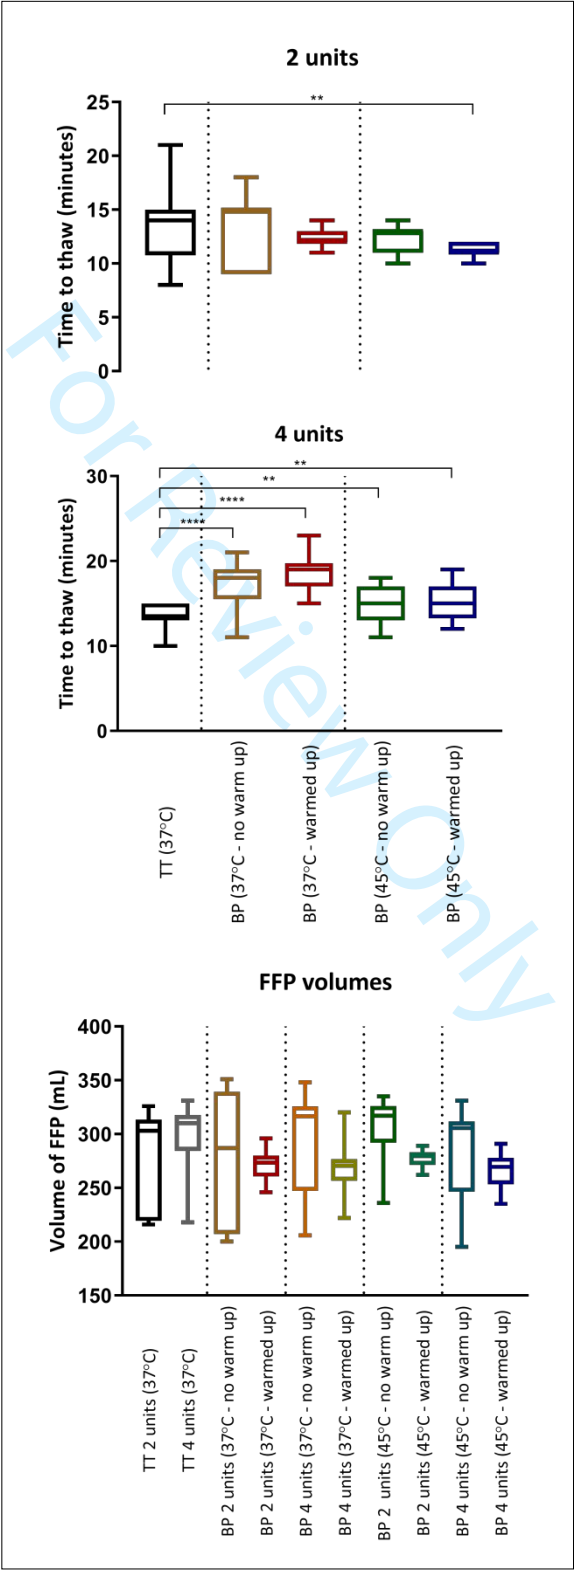 2 units
**
25
20
15
10
5
0
Time to thaw (minutes)
4 units
**
**
****
****
30
20
10
0
Time to thaw (minutes)
TT (37°C)
BP (37°C - no warm up)
BP (37°C - warmed up)
BP (45°C - no warm up)
BP (45°C - warmed up)
For Review Only
FFP volumes
400
350
300
250
200
150
Volume of FFP (mL)
TT 2 units (37°C)
TT 4 units (37°C)
BP 2 units (37°C - no warm up)
BP 2 units (37°C - warmed up)
BP 4 units (37°C - no warm up)
BP 4 units (37°C - warmed up)
BP 2 units (45°C - no warm up)
BP 2 units (45°C - warmed up)
BP 4 units (45°C - no warm up)
BP 4 units (45°C - warmed up)